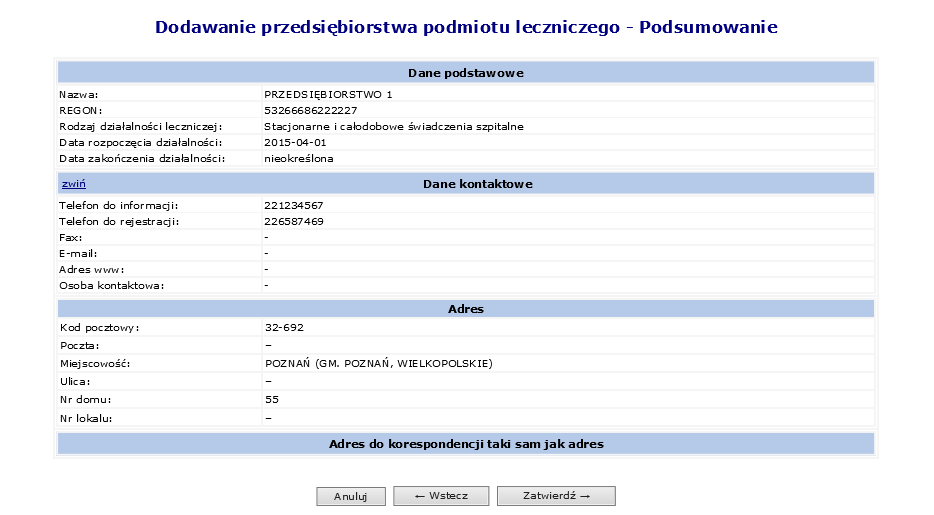 Dodawanie przedsiębiorstwa podmiotu leczniczego - Podsumowanie
Dane podstawowe
Nazwa: PRZEDSIĘBIORSTWO 1
REGON: 53266686222227
Rodzaj działalności leczniczej: Stacjonarne i całodobowe świadczenia szpitalne
Data rozpoczęcia działalności: 2015-04-01
Data zakończenia działalności: nieokreślona
zwiń Dane kontaktowe
Telefon do informacji: 221234567
Telefon do rejestracji: 226587469
Fax: -
E-mail: -
Adres www: -
Osoba kontaktowa: -
Adres
Kod pocztowy: 32-692
Poczta: –
Miejscowość: POZNAŃ (GM. POZNAŃ, WIELKOPOLSKIE)
Ulica: –
Nr domu: 55
Nr lokalu: –
Adres do korespondencji taki sam jak adres
Anuluj ← Wstecz Zatwierdź →